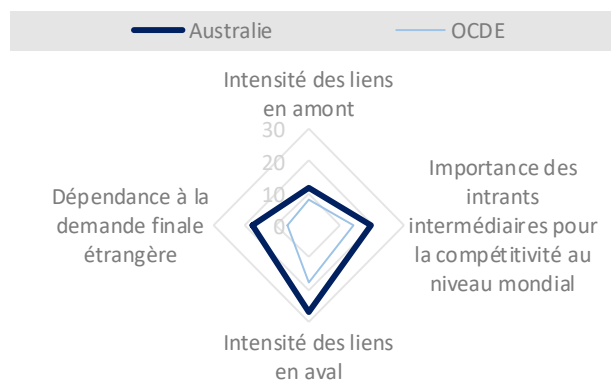 Australie
OCDE
Intensité des liens
en amont
30
20
10
0
Dépendance à la
demande finale
étrangère
Importance des
intrants
intermédiaires pour
la compétitivité au
niveau mondial
Intensité des liens
en aval